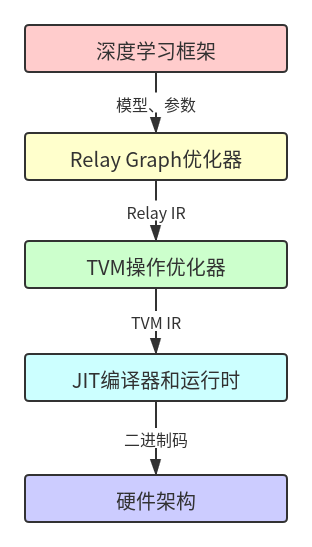 深度学习框架
模型、参数
Relay Graph优化器
Relay IR
TVM操作优化器
TVM IR
JIT编译器和运行时
二进制码
硬件架构